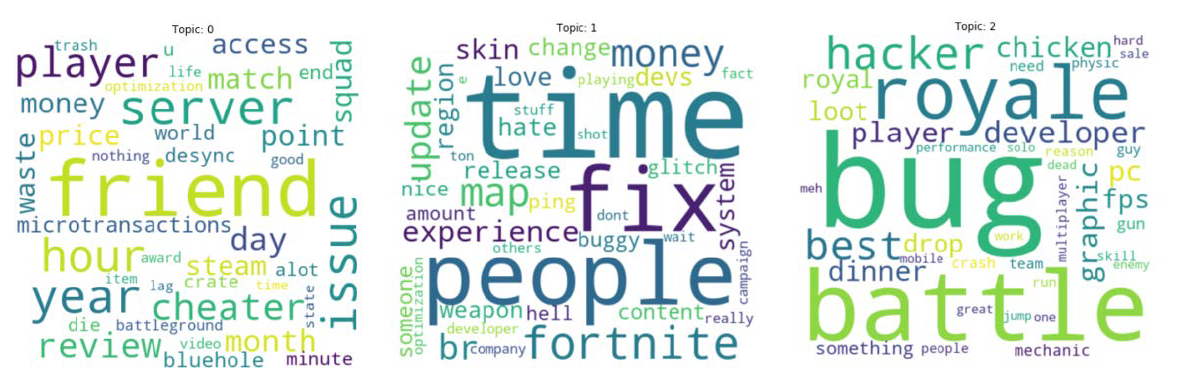 Topic: 0
trash
u
access
player
life
match
end
squad
optimization
money
server
price
world
point
waste
nothing
desync
good
friend
microtransactions
issue
hour
day
award
steam
alot
item
crate
time
year
lag
cheater
state
die
battleground
review
video
month
bluehole
minute
Topic: 1
skin
change
money
update
region
e
love
playing
devs
fact
time
stuff
hate
shot
ton
release
glitch
nice
map
ping
fix
system
amount
dont
experience
buggy
wait
others
people
campaign
someone
optimization
weapon
hell
content
really
developer
br
company
fortnite
Topic: 2
hacker
chicken
hard
sale
royal
need
physic
loot
royale
player
developer
performance
solo
reason
guy
dead
meh
bug
multiplayer
graphic
pc
fps
gun
best
drop
work
mobile
crash
team
skill
enemy
dinner
run
battle
great
jump
one
something
people
mechanic